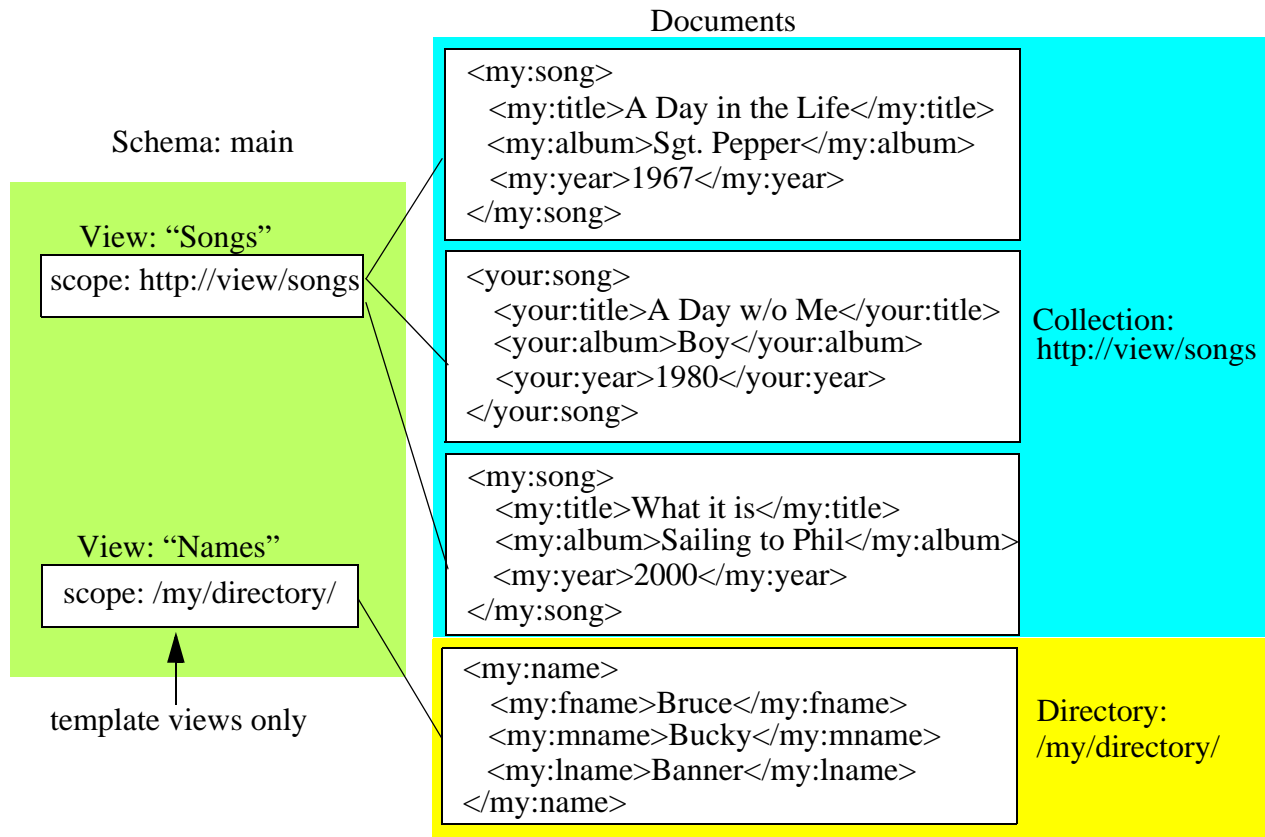 Documents
Schema: main
View: “Songs”
scope: http://view/songs
View: “Names”
scope: /my/directory/
template views only
<my:song>
<my:title>A Day in the Life</my:title>
<my:album>Sgt. Pepper</my:album>
<my:year>1967</my:year>
</my:song>
<your:song>
<your:title>A Day w/o Me</your:title>
<your:album>Boy</your:album>
<your:year>1980</your:year>
</your:song>
<my:song>
<my:title>What it is</my:title>
<my:album>Sailing to Phil</my:album>
<my:year>2000</my:year>
</my:song>
Collection:
http://view/songs
<my:name>
<my:fname>Bruce</my:fname>
<my:mname>Bucky</my:mname>
<my:lname>Banner</my:lname>
</my:name>
Directory:
/my/directory/